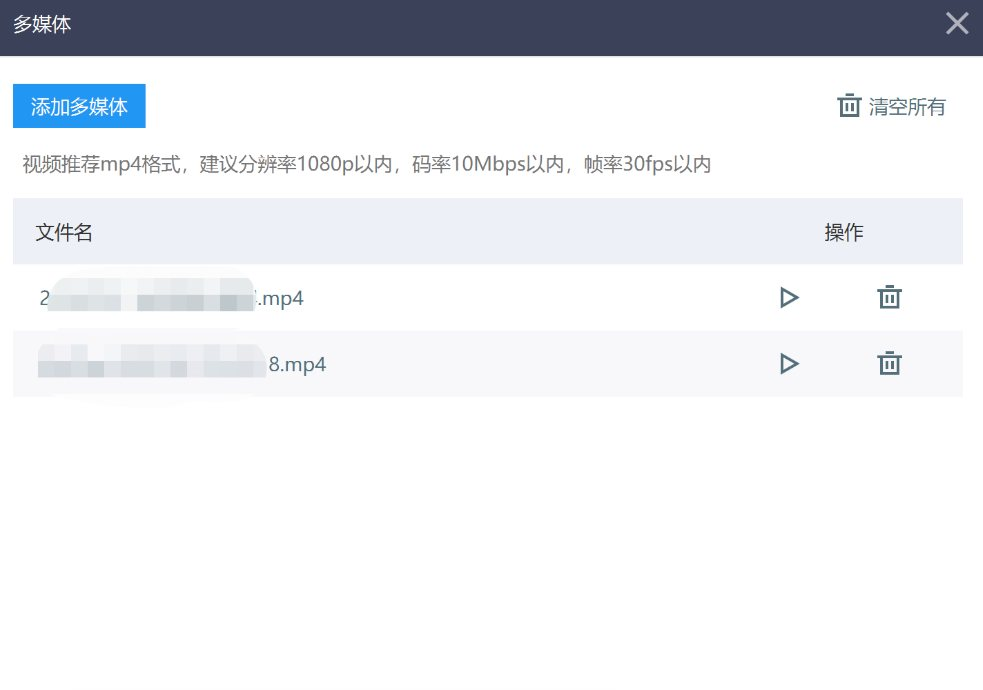 多媒体
添加多媒体
清空所有
视频推荐mp4格式，建议分辨率1080p以内，码率10Mbps以内，帧率30fps以内
文件名 操作
2 .mp4
8.mp4